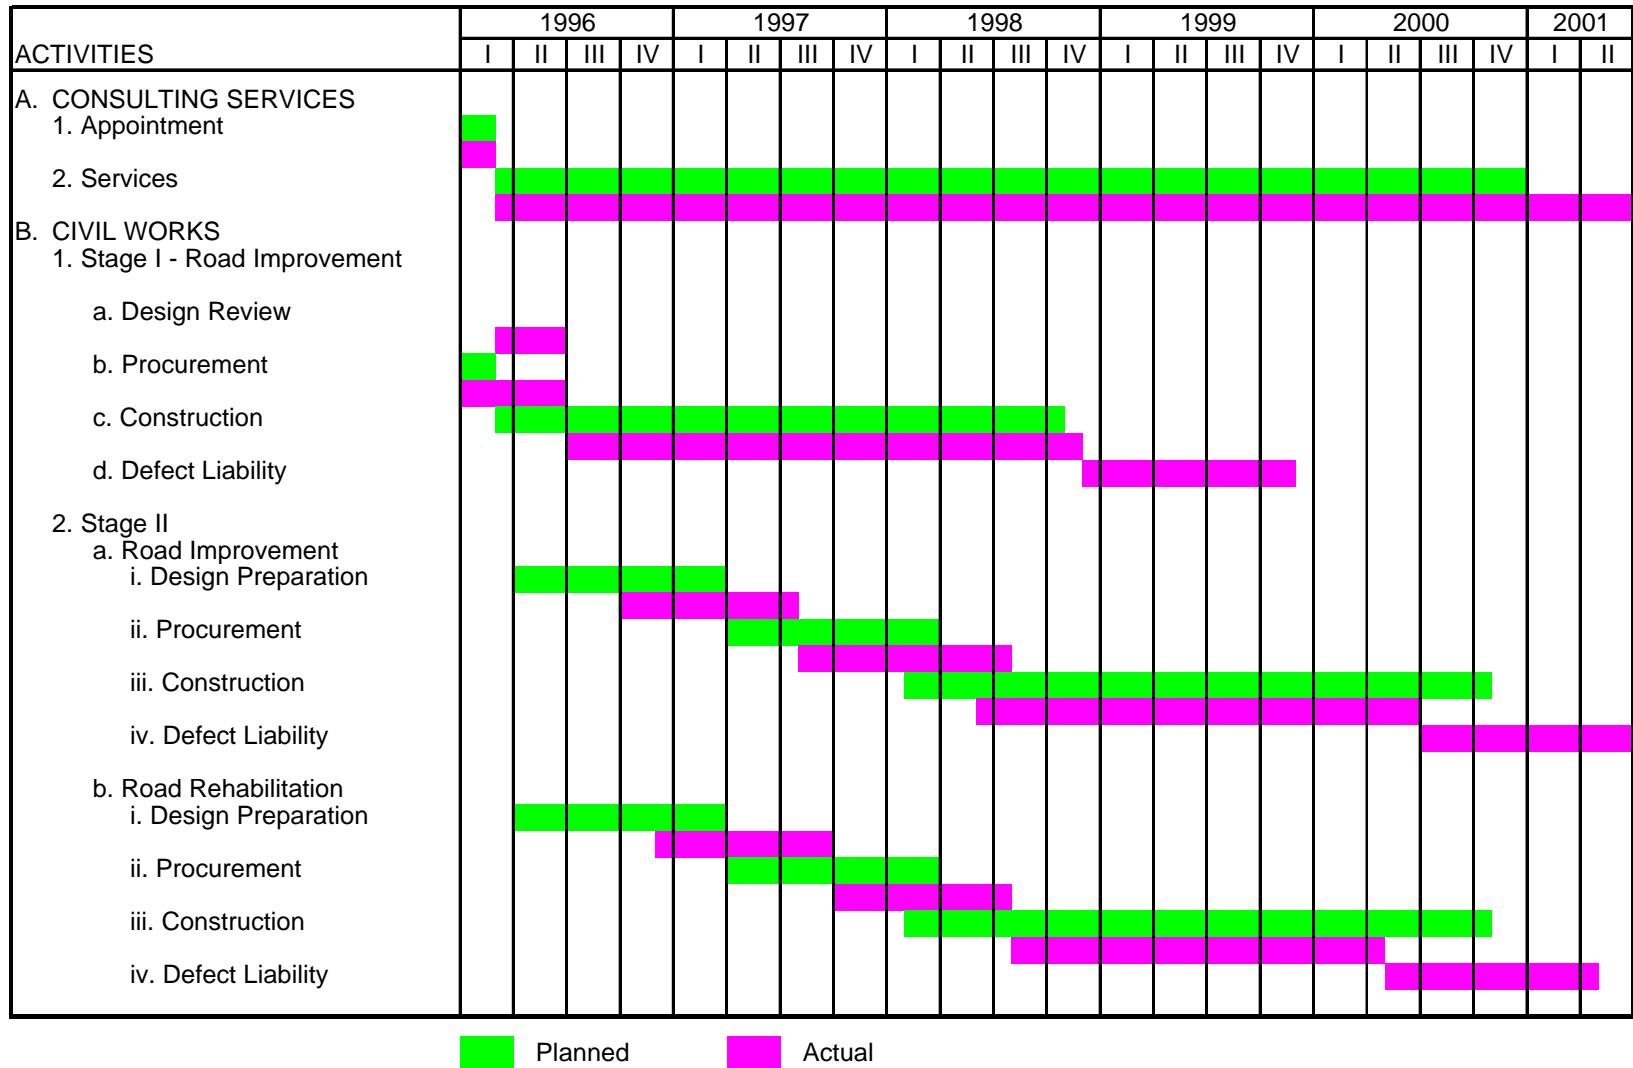 1996 1997 1998 1999 2000 2001
ACTIVITIES I II III IV I II III IV I II III IV I II III IV I II III IV I II
A. CONSULTING SERVICES
1. Appointment
2. Services
B. CIVIL WORKS
1. Stage I - Road Improvement
a. Design Review
b. Procurement
c. Construction
d. Defect Liability
2. Stage II
a. Road Improvement
i. Design Preparation
ii. Procurement
iii. Construction
iv. Defect Liability
b. Road Rehabilitation
i. Design Preparation
ii. Procurement
iii. Construction
iv. Defect Liability
Planned Actual